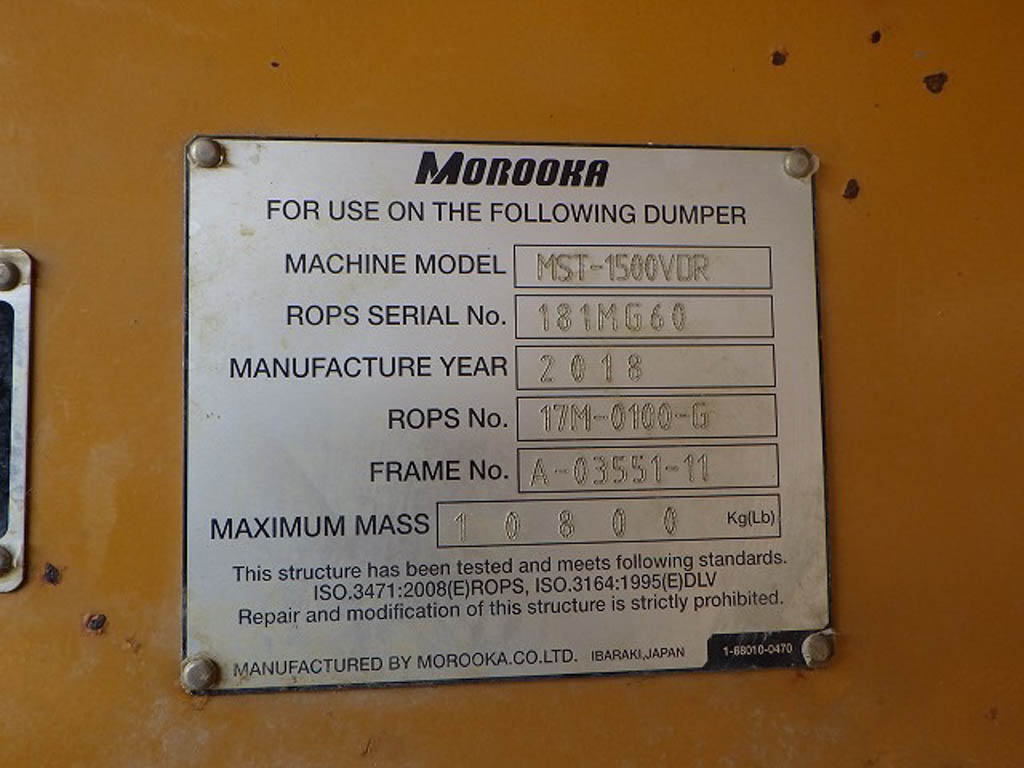 MOROOKA
FOR USE ON THE FOLLOWING DUMPER
MACHINE MODEL MST-1500VDR
ROPS SERIAL No. 181MG60
MANUFACTURE YEAR 2018
ROPS No. 17M-0100-G
FRAME No. A-03551-11
MAXIMUM MASS 10800 Kg(Lb)
This structure has been tested and meets following standards.
ISO.3471:2008(E)ROPS, ISO.3164:1995(E)DLV
Repair and modification of this structure is strictly prohibited.
MANUFACTURED BY MOROOKA.CO.LTD. IBARAKI,JAPAN 1-68010-0470